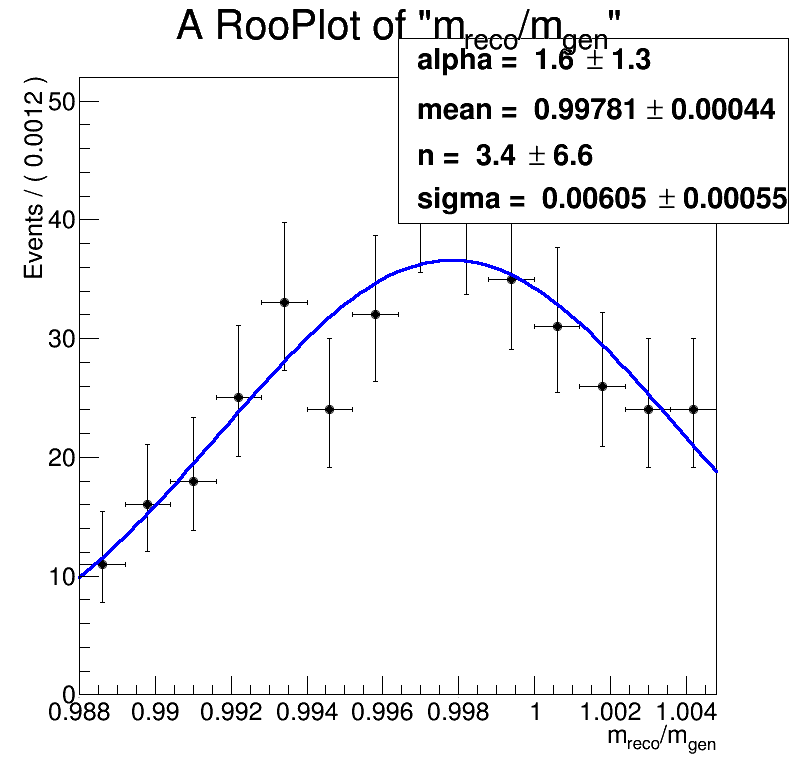 A RooPlot of "m_reco/m_gen"
alpha = 1.6 ± 1.3
mean = 0.99781 ± 0.00044
n = 3.4 ± 6.6
sigma = 0.00605 ± 0.00055
Events / ( 0.0012 )
50
40
30
20
10
0
0.988 0.99 0.992 0.994 0.996 0.998 1 1.002 1.004
m_reco/m_gen